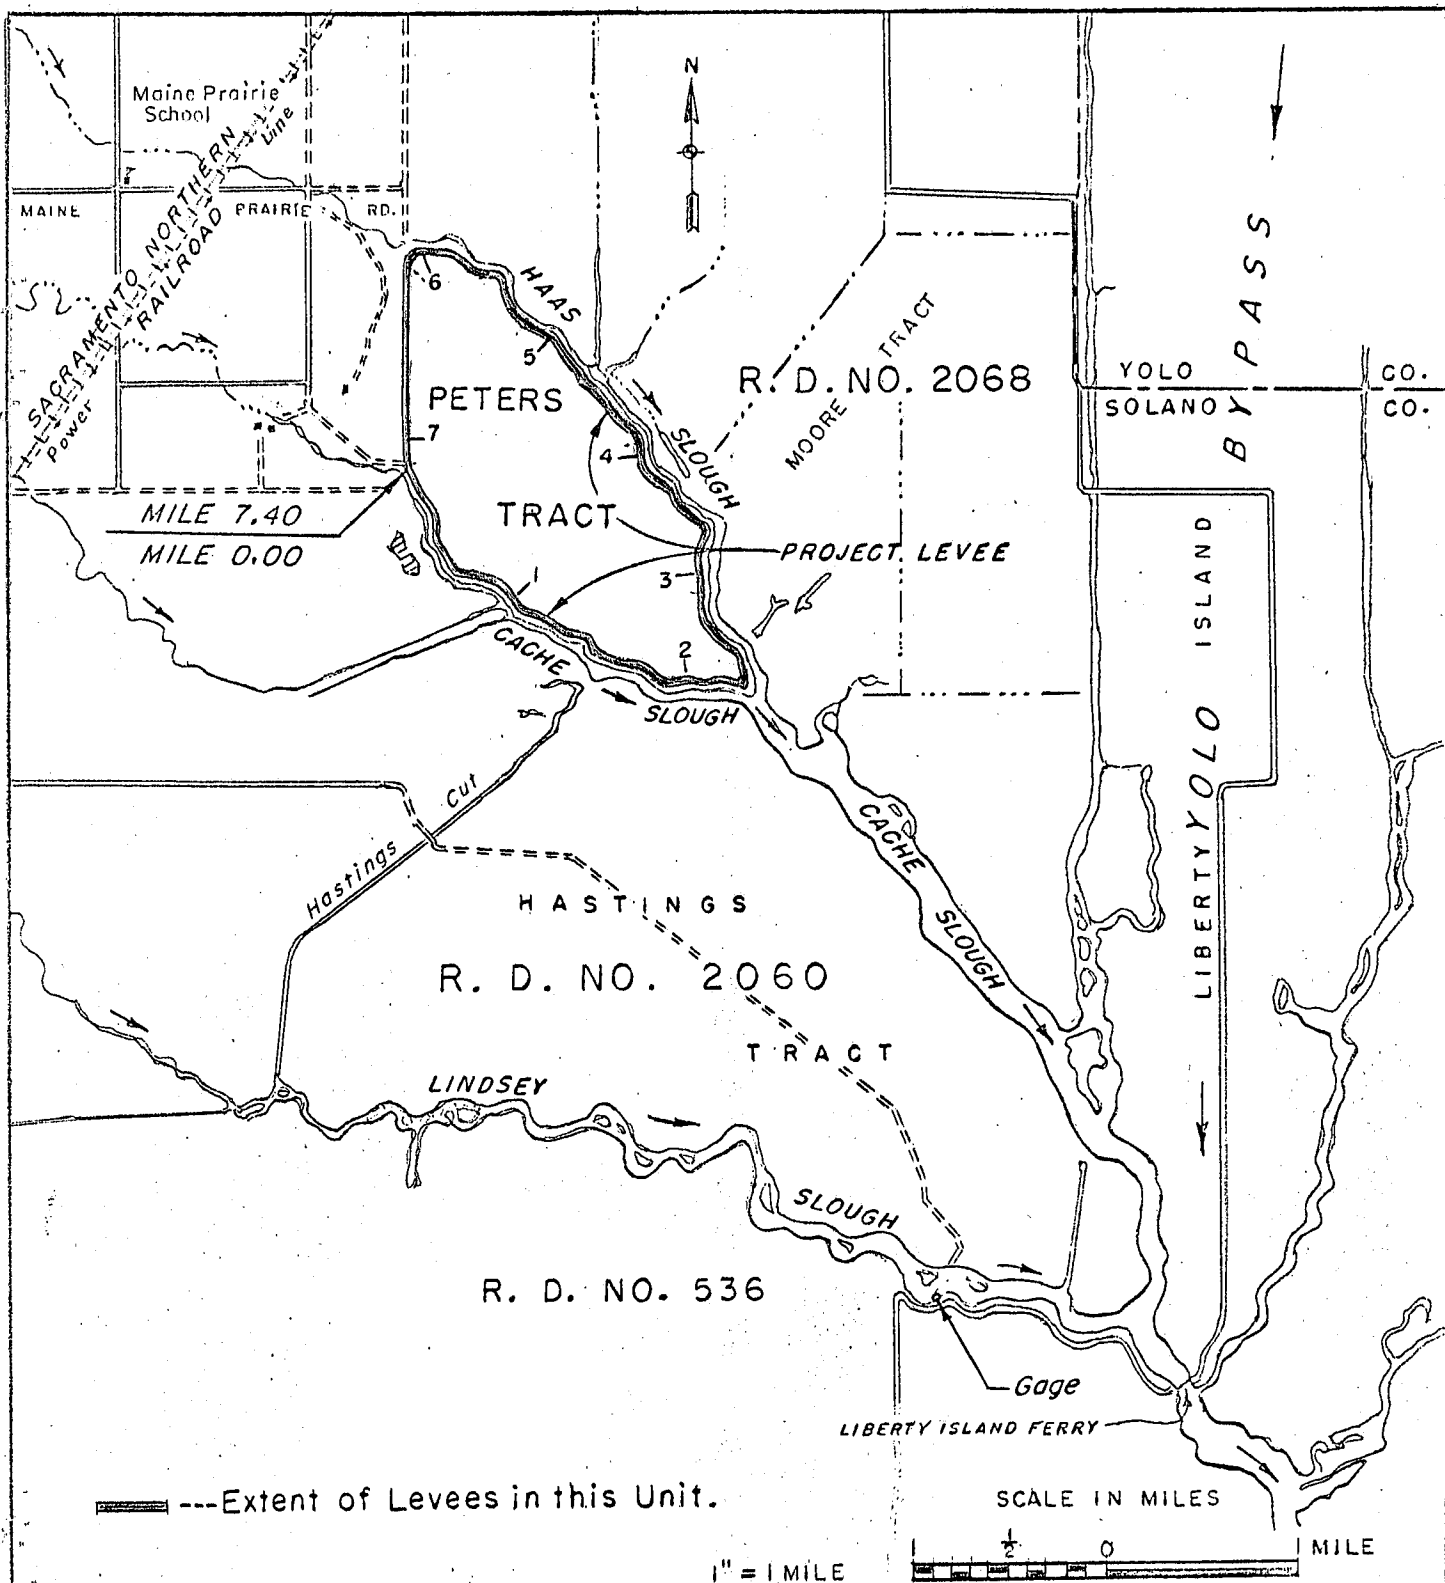 Maine Prairie
School
SACRAMENTO NORTHERN
RAILROAD
Power
Line
MAINE PRAIRIE RD.
N
HAAS
SLOUGH
6
5
4
3
2
1
7
PETERS
TRACT
MILE 7.40
MILE 0.00
PROJECT LEVEE
MOORE TRACT
R. D. NO. 2068
YOLO CO.
SOLANO CO.
YOLO BYPASS
LIBERTY ISLAND
CACHE
SLOUGH
CACHE
SLOUGH
Hastings Cut
HASTINGS
R. D. NO. 2060
TRACT
LINDSEY
SLOUGH
R. D. NO. 536
Gage
LIBERTY ISLAND FERRY
---Extent of Levees in this Unit.
SCALE IN MILES
1 ½ 0 1 MILE
1" = 1 MILE